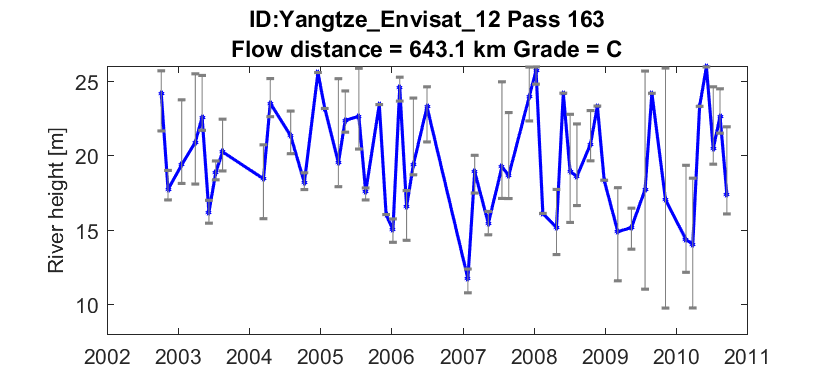 ID:Yangtze_Envisat_12 Pass 163
Flow distance = 643.1 km Grade = C
River height [m]
25
20
15
10
2002 2003 2004 2005 2006 2007 2008 2009 2010 2011